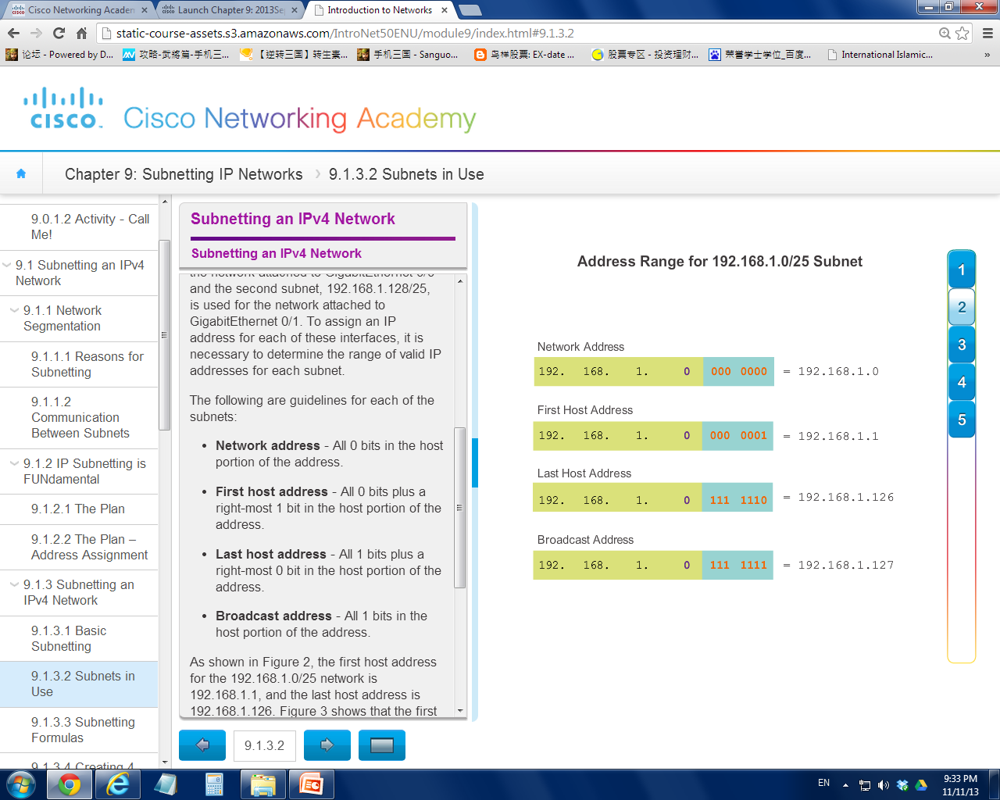 Cisco Networking Academ
Launch Chapter 9: 2013Se
Introduction to Networks
static-course-assets.s3.amazonaws.com/IntroNet50ENU/module9/index.html#9.1.3.2
论坛 - Powered by D...
攻略-武将篇-手机三...
【逆转三国】转生素...
手机三国 - Sanguo...
鸟样股票: EX-date ...
股票专区 - 投资理财...
荣誉学士学位_百度...
International Islamic...
»
CISCO
Cisco Networking Academy
Chapter 9: Subnetting IP Networks
9.1.3.2 Subnets in Use
9.0.1.2 Activity - Call
Me!
9.1 Subnetting an IPv4
Network
9.1.1 Network
Segmentation
9.1.1.1 Reasons for
Subnetting
9.1.1.2
Communication
Between Subnets
9.1.2 IP Subnetting is
FUNdamental
9.1.2.1 The Plan
9.1.2.2 The Plan –
Address Assignment
9.1.3 Subnetting an
IPv4 Network
9.1.3.1 Basic
Subnetting
9.1.3.2 Subnets in
Use
9.1.3.3 Subnetting
Formulas
9.1.3.4 Creating 4
Subnetting an IPv4 Network
Subnetting an IPv4 Network
the network attached to GigabitEthernet 0/0
and the second subnet, 192.168.1.128/25,
is used for the network attached to
GigabitEthernet 0/1. To assign an IP
address for each of these interfaces, it is
necessary to determine the range of valid IP
addresses for each subnet.
The following are guidelines for each of the
subnets:
• Network address - All 0 bits in the host
portion of the address.
• First host address - All 0 bits plus a
right-most 1 bit in the host portion of the
address.
• Last host address - All 1 bits plus a
right-most 0 bit in the host portion of the
address.
• Broadcast address - All 1 bits in the
host portion of the address.
As shown in Figure 2, the first host address
for the 192.168.1.0/25 network is
192.168.1.1, and the last host address is
192.168.1.126. Figure 3 shows that the first
9.1.3.2
Address Range for 192.168.1.0/25 Subnet
Network Address
192. 168. 1. 0 000 0000 = 192.168.1.0
First Host Address
192. 168. 1. 0 000 0001 = 192.168.1.1
Last Host Address
192. 168. 1. 0 111 1110 = 192.168.1.126
Broadcast Address
192. 168. 1. 0 111 1111 = 192.168.1.127
1
2
3
4
5
EN
9:33 PM
11/11/13